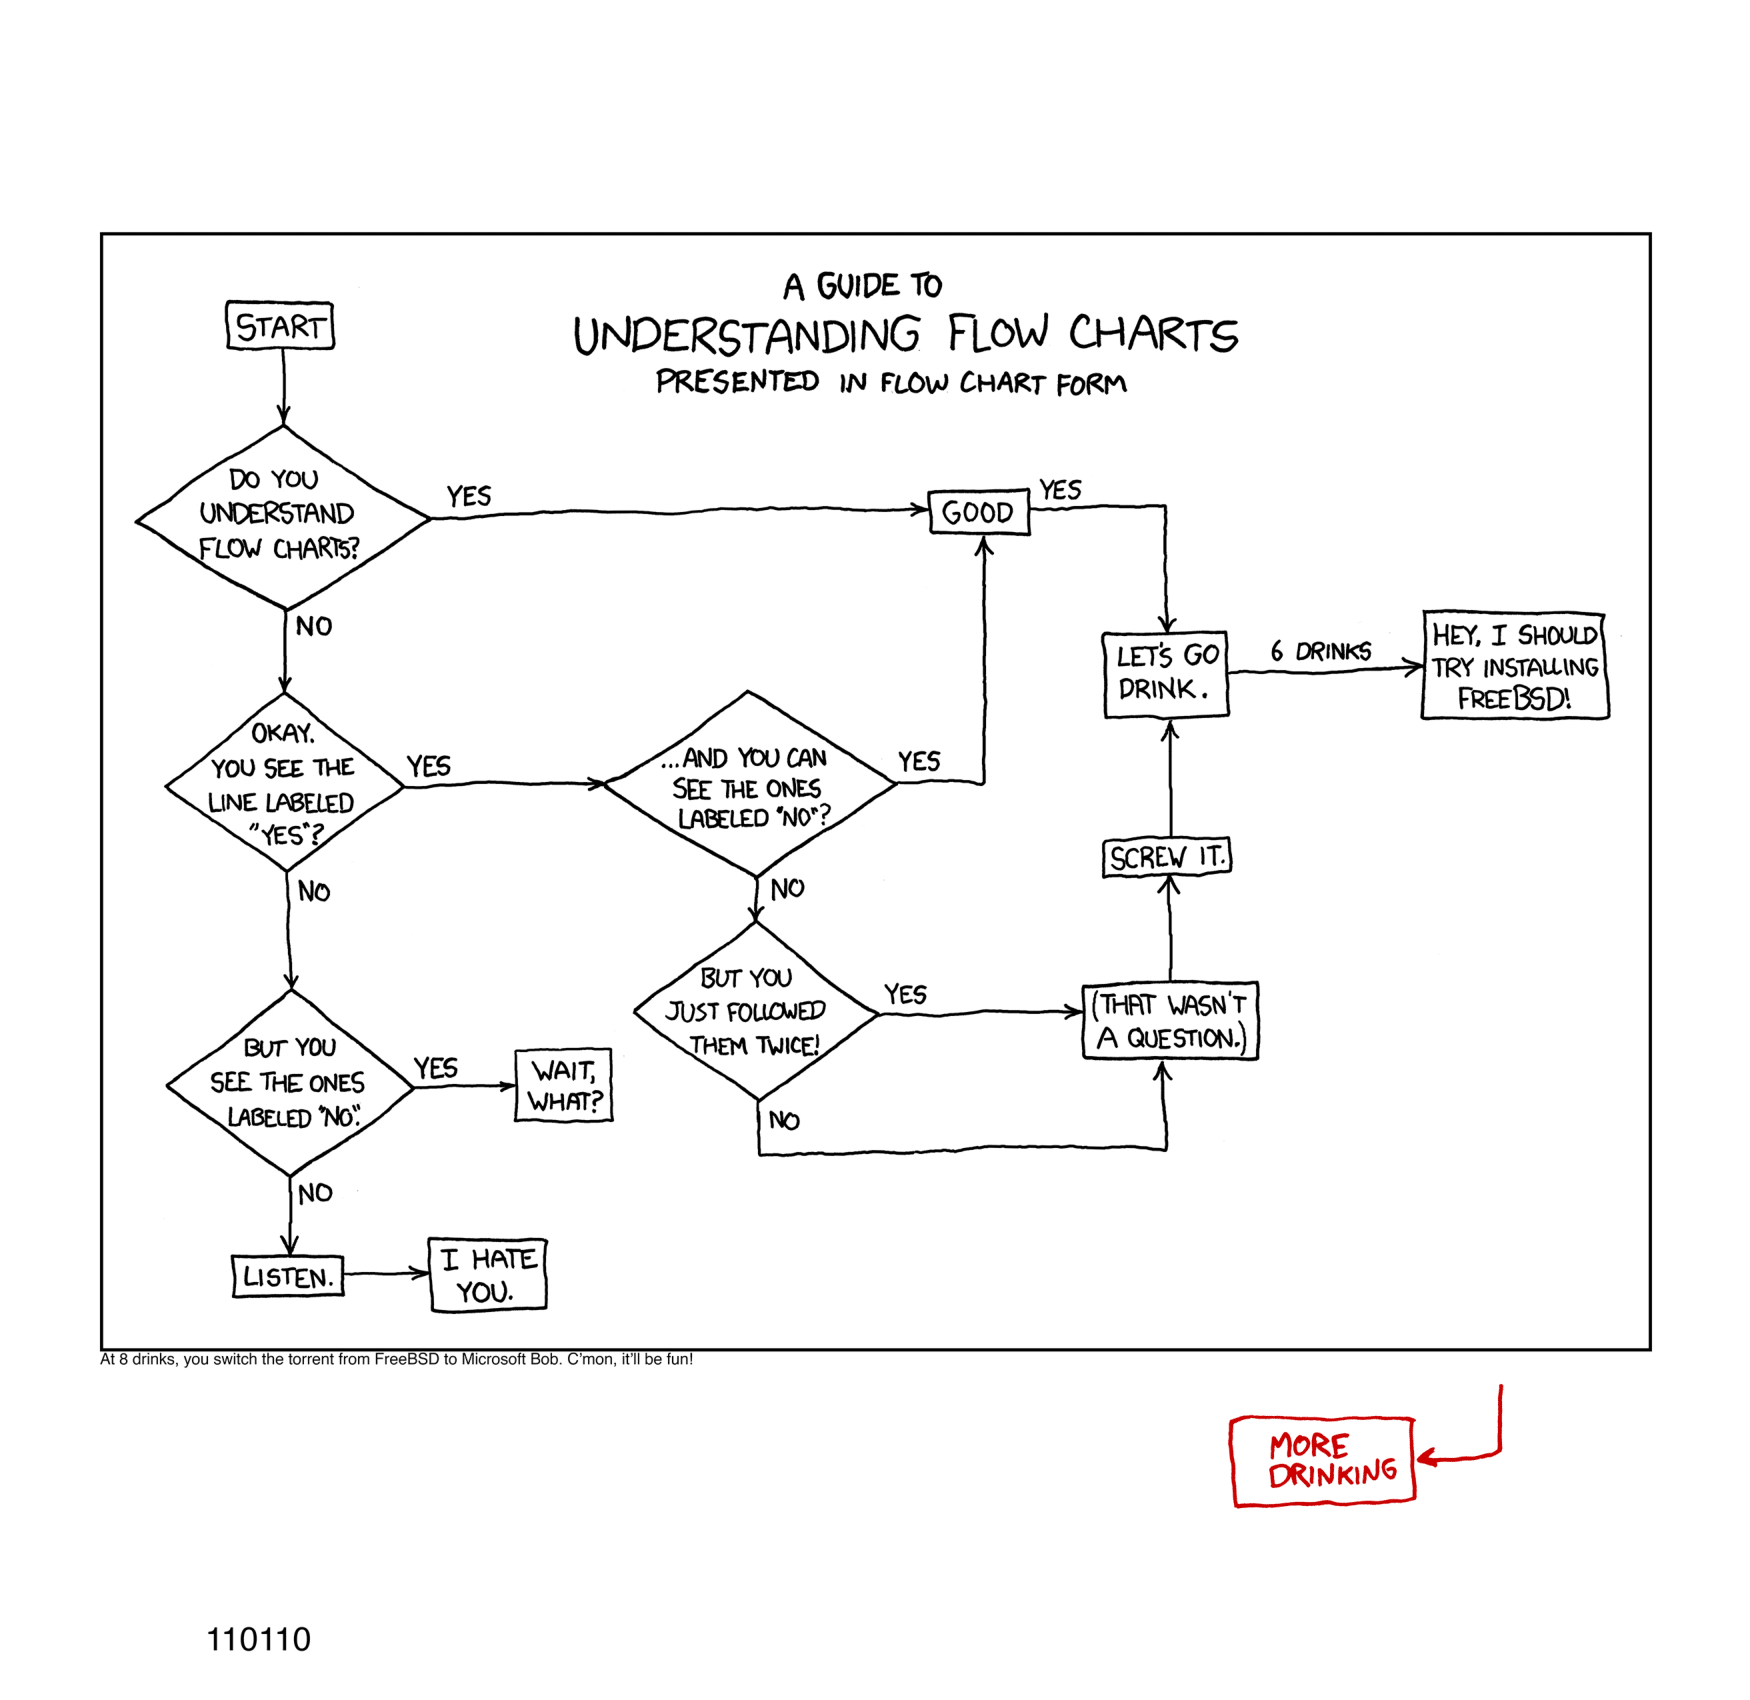 A GUIDE TO
UNDERSTANDING FLOW CHARTS
PRESENTED IN FLOW CHART FORM
START
DO YOU
UNDERSTAND
FLOW CHARTS?
YES
NO
GOOD
YES
OKAY.
YOU SEE THE
LINE LABELED
"YES"?
YES
NO
...AND YOU CAN
SEE THE ONES
LABELED "NO"?
YES
NO
LET'S GO
DRINK.
6 DRINKS
HEY, I SHOULD
TRY INSTALLING
FREEBSD!
SCREW IT.
BUT YOU
SEE THE ONES
LABELED "NO".
YES
NO
WAIT,
WHAT?
BUT YOU
JUST FOLLOWED
THEM TWICE!
YES
NO
(THAT WASN'T
A QUESTION.)
LISTEN.
I HATE
YOU.
At 8 drinks, you switch the torrent from FreeBSD to Microsoft Bob. C'mon, it'll be fun!
MORE
DRINKING
110110